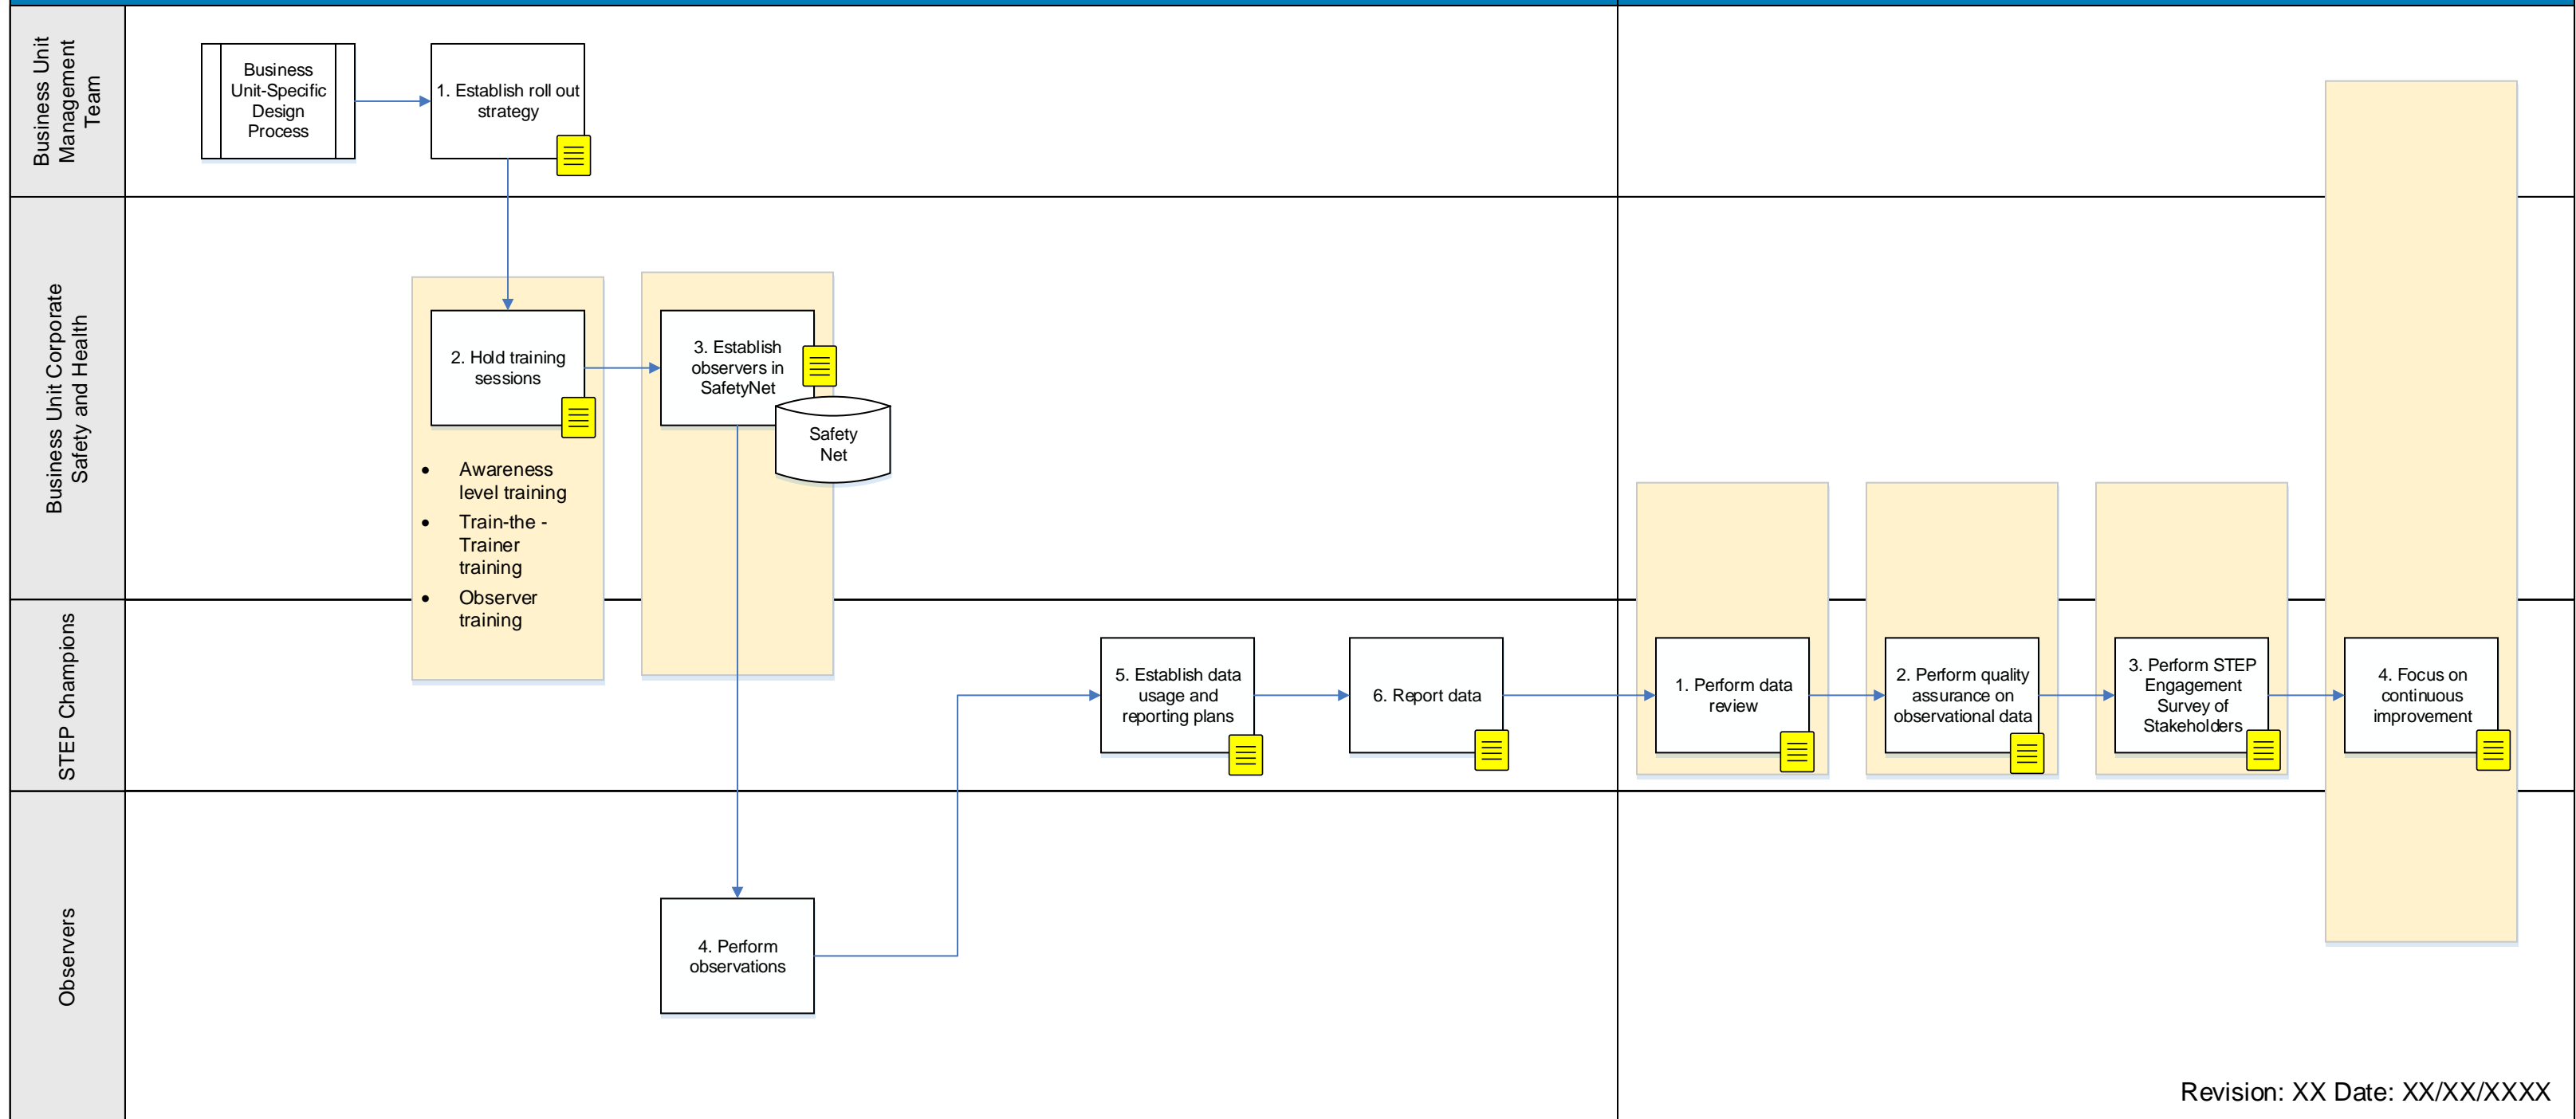 Business Unit
Management
Team
Business
Unit-Specific
Design
Process
1. Establish roll out
strategy
Business Unit Corporate
Safety and Health
2. Hold training
sessions
• Awareness
level training
• Train-the -
Trainer
training
• Observer
training
3. Establish
observers in
SafetyNet
Safety
Net
STEP Champions
5. Establish data
usage and
reporting plans
6. Report data
1. Perform data
review
2. Perform quality
assurance on
observational data
3. Perform STEP
Engagement
Survey of
Stakeholders
4. Focus on
continuous
improvement
Observers
4. Perform
observations
Revision: XX Date: XX/XX/XXXX